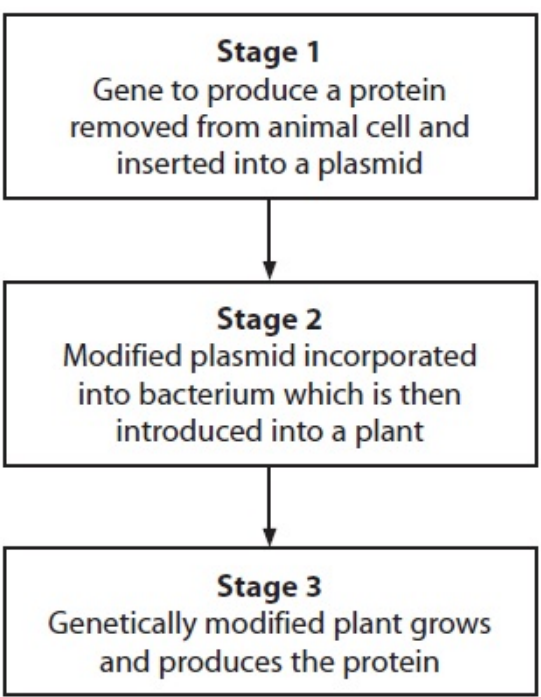 Stage 1
Gene to produce a protein
removed from animal cell and
inserted into a plasmid
Stage 2
Modified plasmid incorporated
into bacterium which is then
introduced into a plant
Stage 3
Genetically modified plant grows
and produces the protein